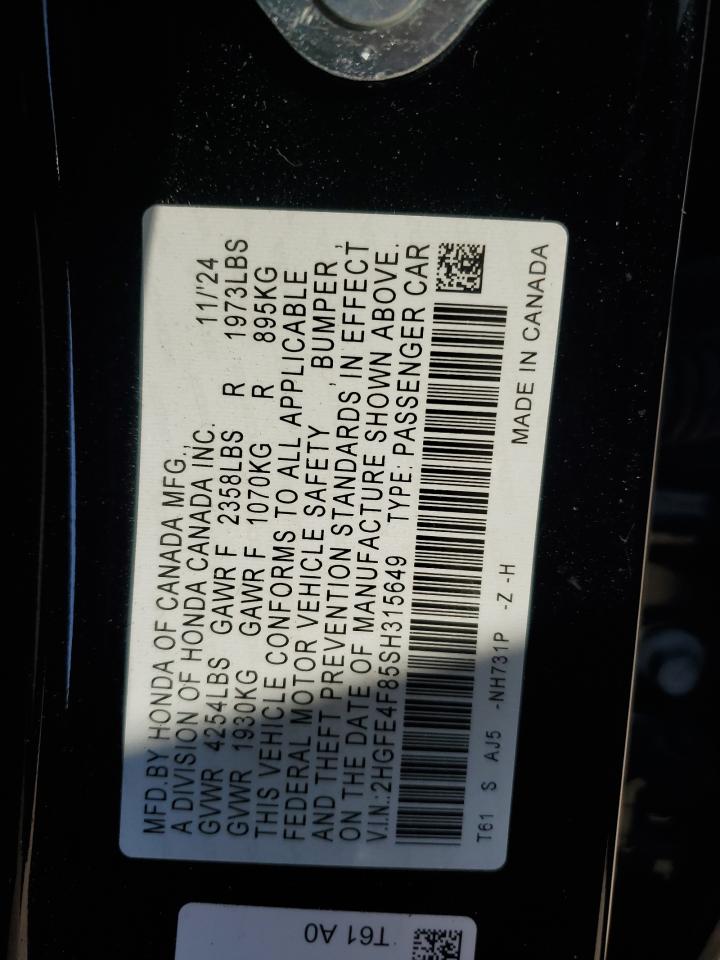 MFD.BY HONDA OF CANADA MFG.,
A DIVISION OF HONDA CANADA INC. 11/'24
GVWR 4254LBS GAWR F 2358LBS R 1973LBS
GVWR 1930KG GAWR F 1070KG R 895KG
THIS VEHICLE CONFORMS TO ALL APPLICABLE
FEDERAL MOTOR VEHICLE SAFETY , BUMPER ,
AND THEFT PREVENTION STANDARDS IN EFFECT
ON THE DATE OF MANUFACTURE SHOWN ABOVE.
V.I.N.:2HGFE4F85SH315649 TYPE: PASSENGER CAR
T61 S AJ5 -NH731P -Z -H MADE IN CANADA
T61 A0